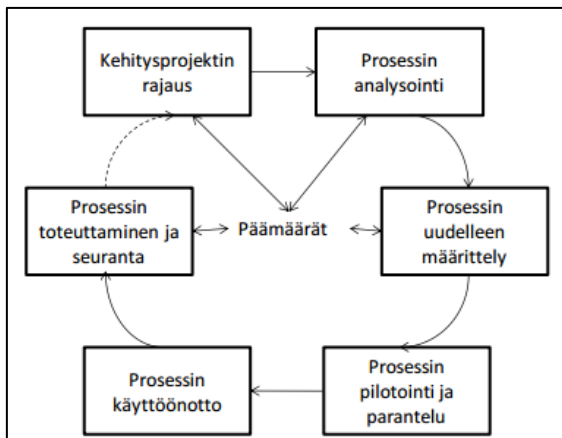 Kehitysprojektin
rajaus
Prosessin
analysointi
Prosessin
toteuttaminen ja
seuranta
Päämäärät
Prosessin
uudelleen
määrittely
Prosessin
käyttöönotto
Prosessin
pilotointi ja
parantelu